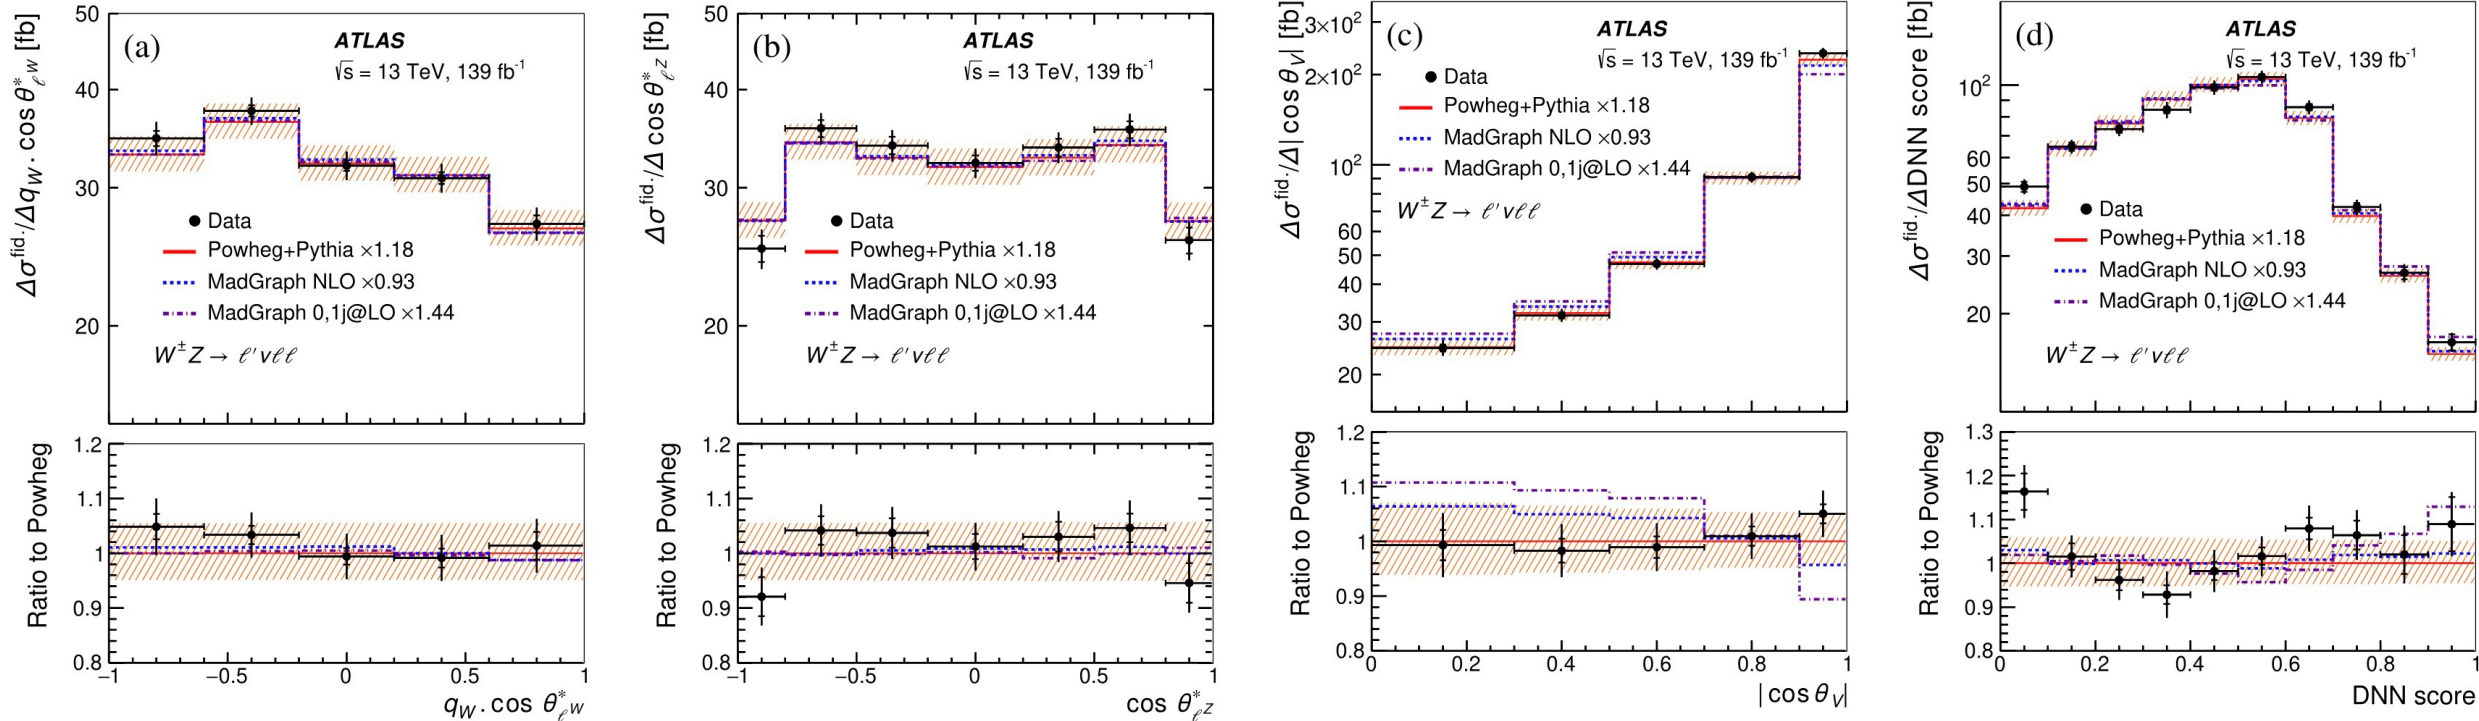 (a)
ATLAS
√s = 13 TeV, 139 fb⁻¹
Δσ^fid./Δq_W . cos θ*_ℓW [fb]
50
40
30
20
Data
Powheg+Pythia ×1.18
MadGraph NLO ×0.93
MadGraph 0,1j@LO ×1.44
W±Z → ℓ′νℓℓ
Ratio to Powheg
1.2
1.1
1
0.9
0.8
−1 −0.5 0 0.5 1
q_W . cos θ*_ℓW
(b)
ATLAS
√s = 13 TeV, 139 fb⁻¹
Δσ^fid./Δ cos θ*_ℓZ [fb]
50
40
30
20
Data
Powheg+Pythia ×1.18
MadGraph NLO ×0.93
MadGraph 0,1j@LO ×1.44
W±Z → ℓ′νℓℓ
Ratio to Powheg
1.2
1.1
1
0.9
0.8
−1 −0.5 0 0.5 1
cos θ*_ℓZ
(c)
ATLAS
√s = 13 TeV, 139 fb⁻¹
Δσ^fid./Δ| cos θ_V| [fb]
3×10²
2×10²
10²
60
50
40
30
20
Data
Powheg+Pythia ×1.18
MadGraph NLO ×0.93
MadGraph 0,1j@LO ×1.44
W±Z → ℓ′νℓℓ
Ratio to Powheg
1.2
1.1
1
0.9
0.8
0 0.2 0.4 0.6 0.8 1
| cos θ_V|
(d)
ATLAS
√s = 13 TeV, 139 fb⁻¹
Δσ^fid./ΔDNN score [fb]
10²
60
50
40
30
20
Data
Powheg+Pythia ×1.18
MadGraph NLO ×0.93
MadGraph 0,1j@LO ×1.44
W±Z → ℓ′νℓℓ
Ratio to Powheg
1.3
1.2
1.1
1
0.9
0.8
0 0.2 0.4 0.6 0.8 1
DNN score